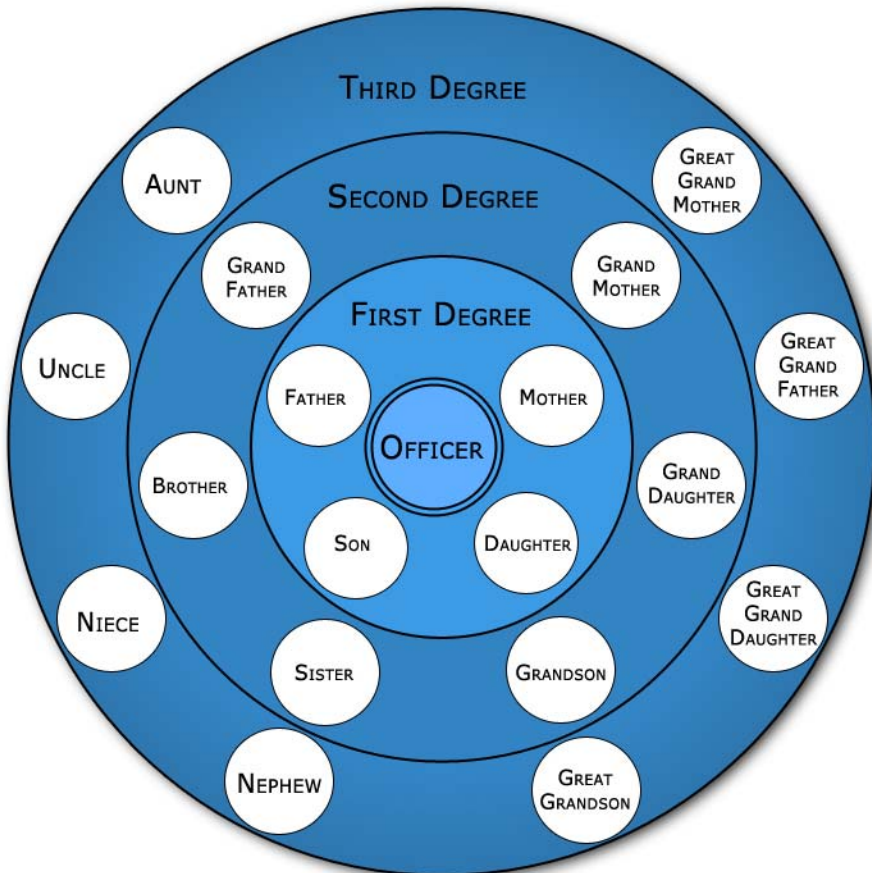 Third Degree
Aunt
Great
Grand
Mother
Second Degree
Grand
Father
Grand
Mother
First Degree
Uncle
Great
Grand
Father
Father
Mother
Officer
Brother
Grand
Daughter
Son
Daughter
Niece
Great
Grand
Daughter
Sister
Grandson
Nephew
Great
Grandson